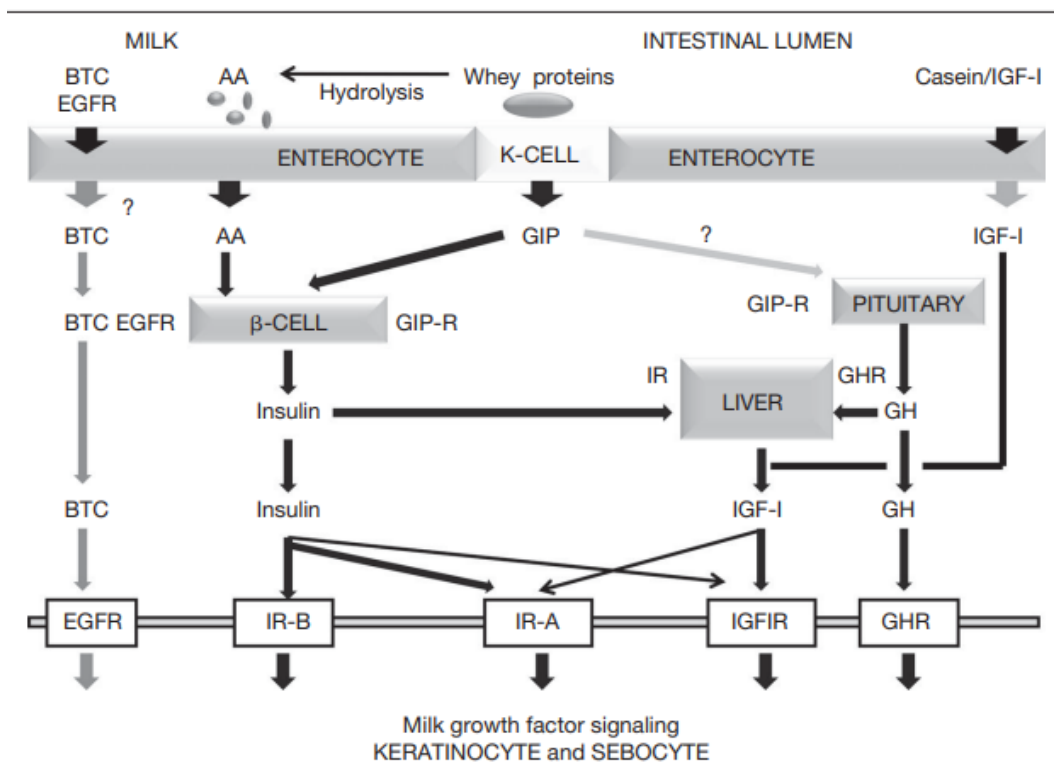 MILK
INTESTINAL LUMEN
BTC
EGFR
AA
Hydrolysis
Whey proteins
Casein/IGF-I
ENTEROCYTE
K-CELL
ENTEROCYTE
?
BTC
AA
GIP
?
IGF-I
BTC EGFR
β-CELL
GIP-R
GIP-R
PITUITARY
IR
LIVER
GHR
Insulin
GH
BTC
Insulin
IGF-I
GH
EGFR
IR-B
IR-A
IGFIR
GHR
Milk growth factor signaling
KERATINOCYTE and SEBOCYTE